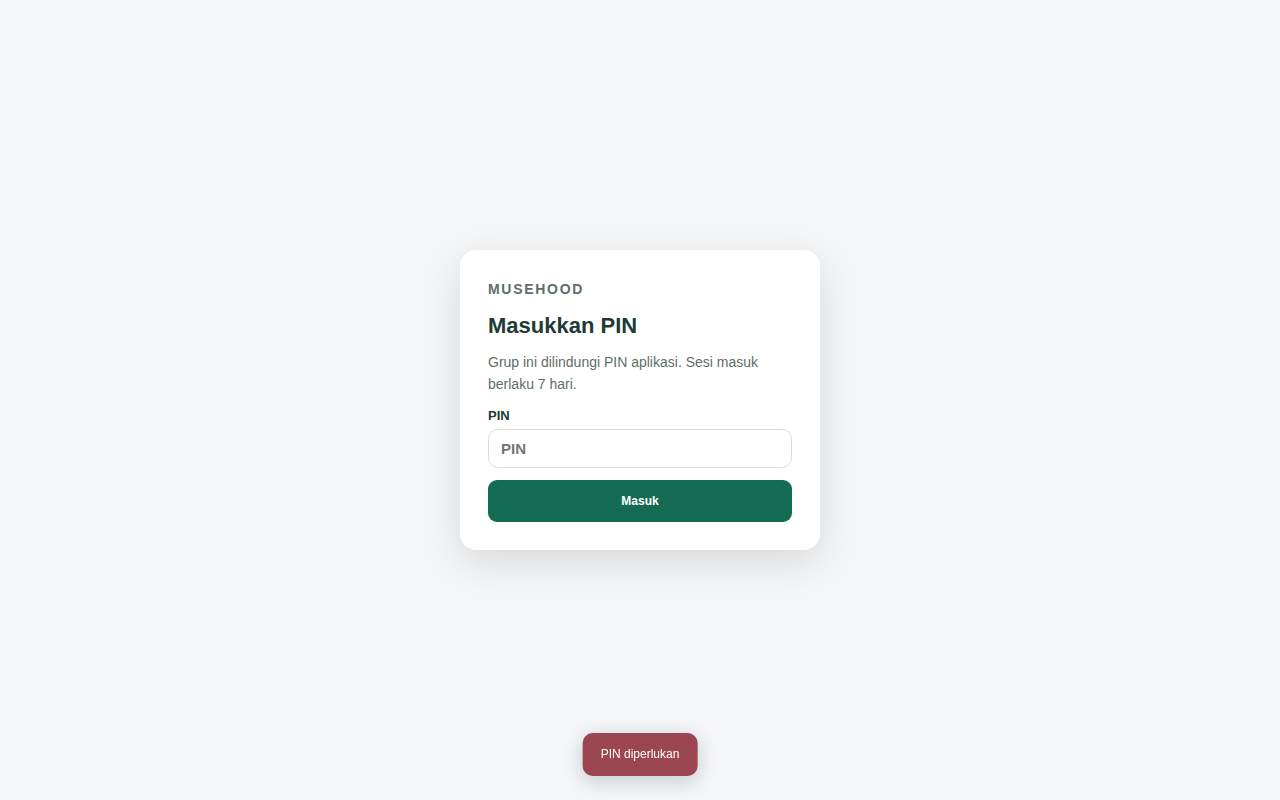 MUSEHOOD
Masukkan PIN
Grup ini dilindungi PIN aplikasi. Sesi masuk
berlaku 7 hari.
PIN
PIN
Masuk
PIN diperlukan